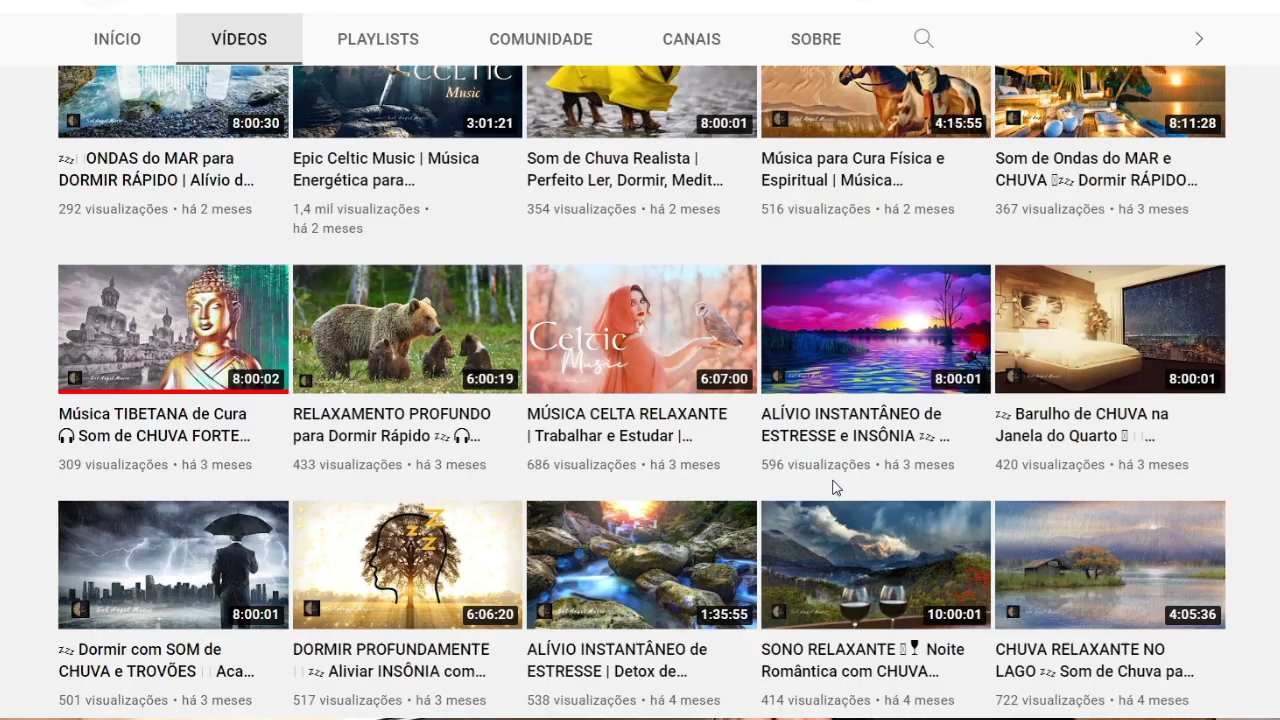 INÍCIO VÍDEOS PLAYLISTS COMUNIDADE CANAIS SOBRE
CELTIC
Music
Sol Angel Music
8:00:30 3:01:21 8:00:01 4:15:55 8:11:28
ONDAS do MAR para
DORMIR RÁPIDO | Alívio d...
292 visualizações • há 2 meses
Epic Celtic Music | Música
Energética para...
1,4 mil visualizações •
há 2 meses
Som de Chuva Realista |
Perfeito Ler, Dormir, Medit...
354 visualizações • há 2 meses
Música para Cura Física e
Espiritual | Música...
516 visualizações • há 2 meses
Som de Ondas do MAR e
CHUVA 💤 Dormir RÁPIDO...
367 visualizações • há 3 meses
Celtic
Music
8:00:02 6:00:19 6:07:00 8:00:01 8:00:01
Música TIBETANA de Cura
🎧 Som de CHUVA FORTE...
309 visualizações • há 3 meses
RELAXAMENTO PROFUNDO
para Dormir Rápido 💤 🎧...
433 visualizações • há 3 meses
MÚSICA CELTA RELAXANTE
| Trabalhar e Estudar |...
686 visualizações • há 3 meses
ALÍVIO INSTANTÂNEO de
ESTRESSE e INSÔNIA 💤 ...
596 visualizações • há 3 meses
💤 Barulho de CHUVA na
Janela do Quarto ...
420 visualizações • há 3 meses
Z
Z
Z
8:00:01 6:06:20 1:35:55 10:00:01 4:05:36
💤 Dormir com SOM de
CHUVA e TROVÕES Aca...
501 visualizações • há 3 meses
DORMIR PROFUNDAMENTE
💤 Aliviar INSÔNIA com...
517 visualizações • há 3 meses
ALÍVIO INSTANTÂNEO de
ESTRESSE | Detox de...
538 visualizações • há 4 meses
SONO RELAXANTE 🍷 Noite
Romântica com CHUVA...
414 visualizações • há 4 meses
CHUVA RELAXANTE NO
LAGO 💤 Som de Chuva pa...
722 visualizações • há 4 meses